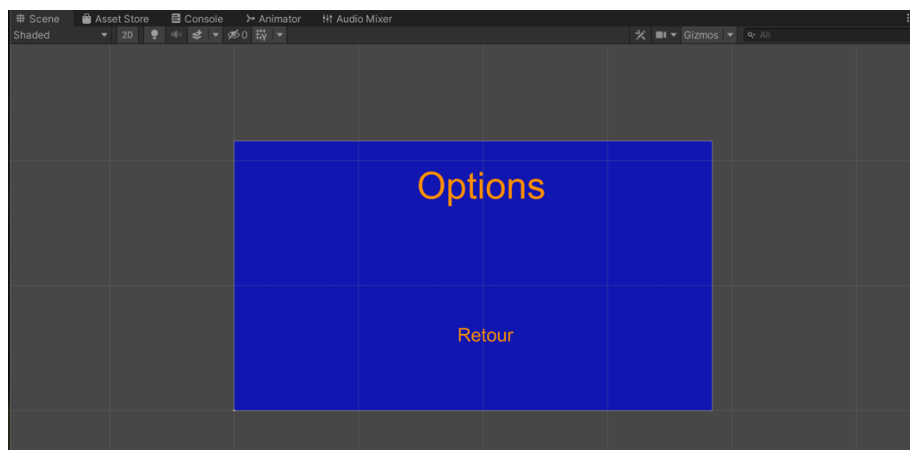 Scene Asset Store Console Animator Audio Mixer
Shaded 2D 0 Gizmos All
Options
Retour